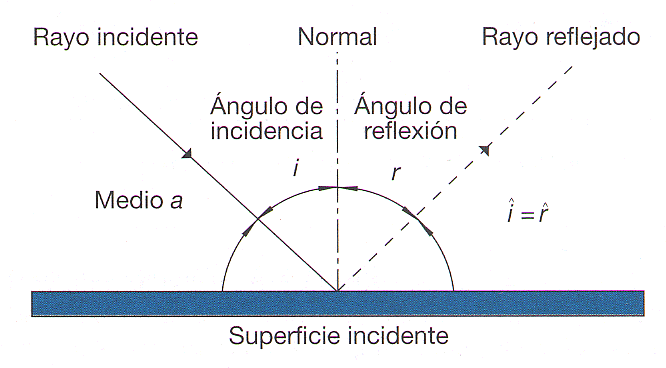 Rayo incidente
Normal
Rayo reflejado
Ángulo de
incidencia
Ángulo de
reflexión
i
r
Medio a
î = r̂
Superficie incidente